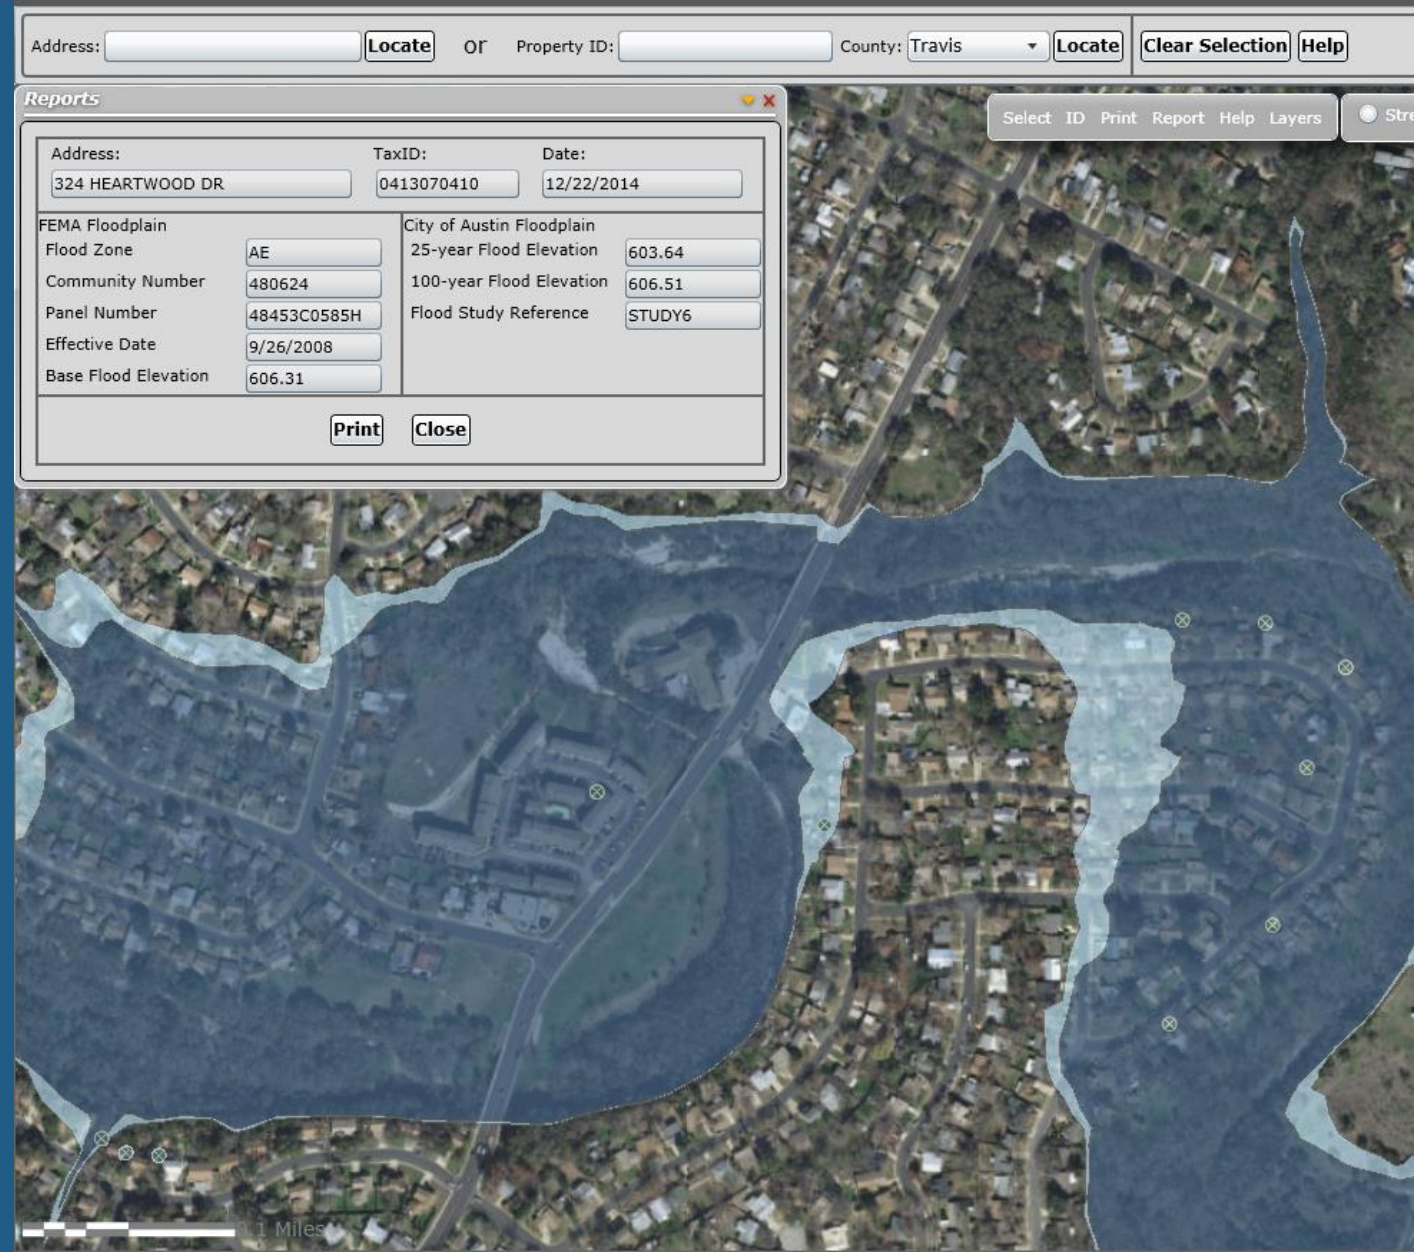 Address: Locate or Property ID: County: Travis Locate Clear Selection Help
Reports
Select ID Print Report Help Layers Stre
Address: TaxID: Date:
324 HEARTWOOD DR 0413070410 12/22/2014
FEMA Floodplain City of Austin Floodplain
Flood Zone AE 25-year Flood Elevation 603.64
Community Number 480624 100-year Flood Elevation 606.51
Panel Number 48453C0585H Flood Study Reference STUDY6
Effective Date 9/26/2008
Base Flood Elevation 606.31
Print Close
0.1 Miles